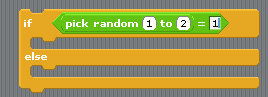 if pick random 1 to 2 = 1
else